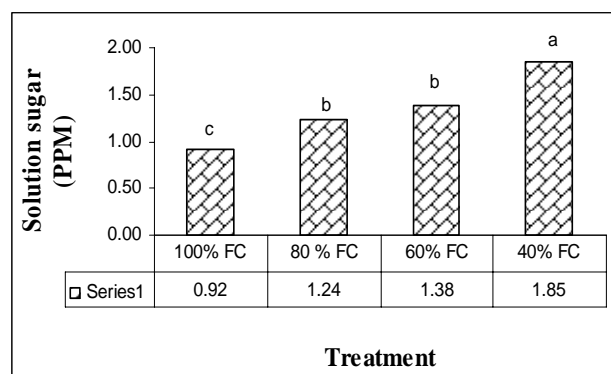 Solution sugar
(PPM)
2.00
1.50
1.00
0.50
0.00
c
b
b
a
100% FC 80 % FC 60% FC 40% FC
Series1 0.92 1.24 1.38 1.85
Treatment